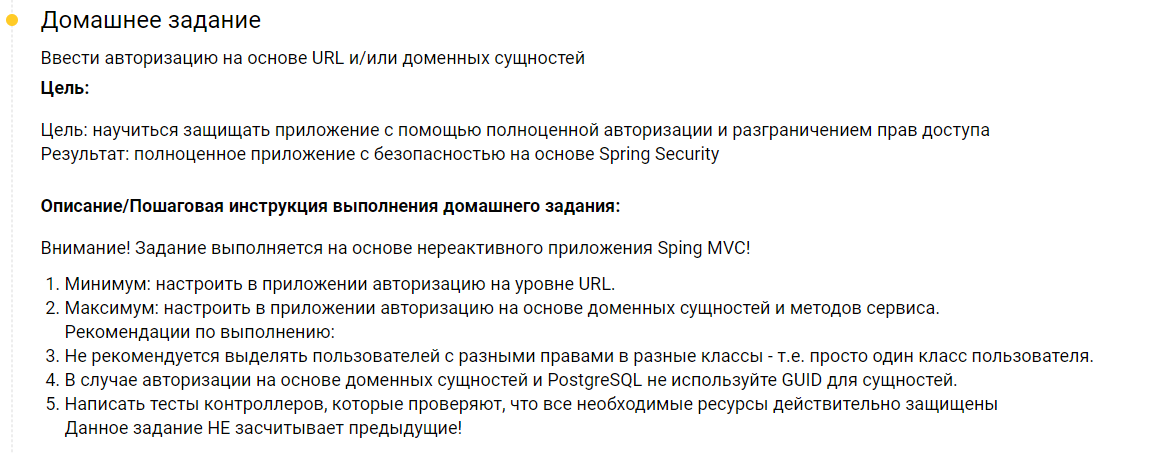 Домашнее задание
Ввести авторизацию на основе URL и/или доменных сущностей
Цель:
Цель: научиться защищать приложение с помощью полноценной авторизации и разграничением прав доступа
Результат: полноценное приложение с безопасностью на основе Spring Security
Описание/Пошаговая инструкция выполнения домашнего задания:
Внимание! Задание выполняется на основе нереактивного приложения Sping MVC!
1. Минимум: настроить в приложении авторизацию на уровне URL.
2. Максимум: настроить в приложении авторизацию на основе доменных сущностей и методов сервиса.
Рекомендации по выполнению:
3. Не рекомендуется выделять пользователей с разными правами в разные классы - т.е. просто один класс пользователя.
4. В случае авторизации на основе доменных сущностей и PostgreSQL не используйте GUID для сущностей.
5. Написать тесты контроллеров, которые проверяют, что все необходимые ресурсы действительно защищены
Данное задание НЕ засчитывает предыдущие!